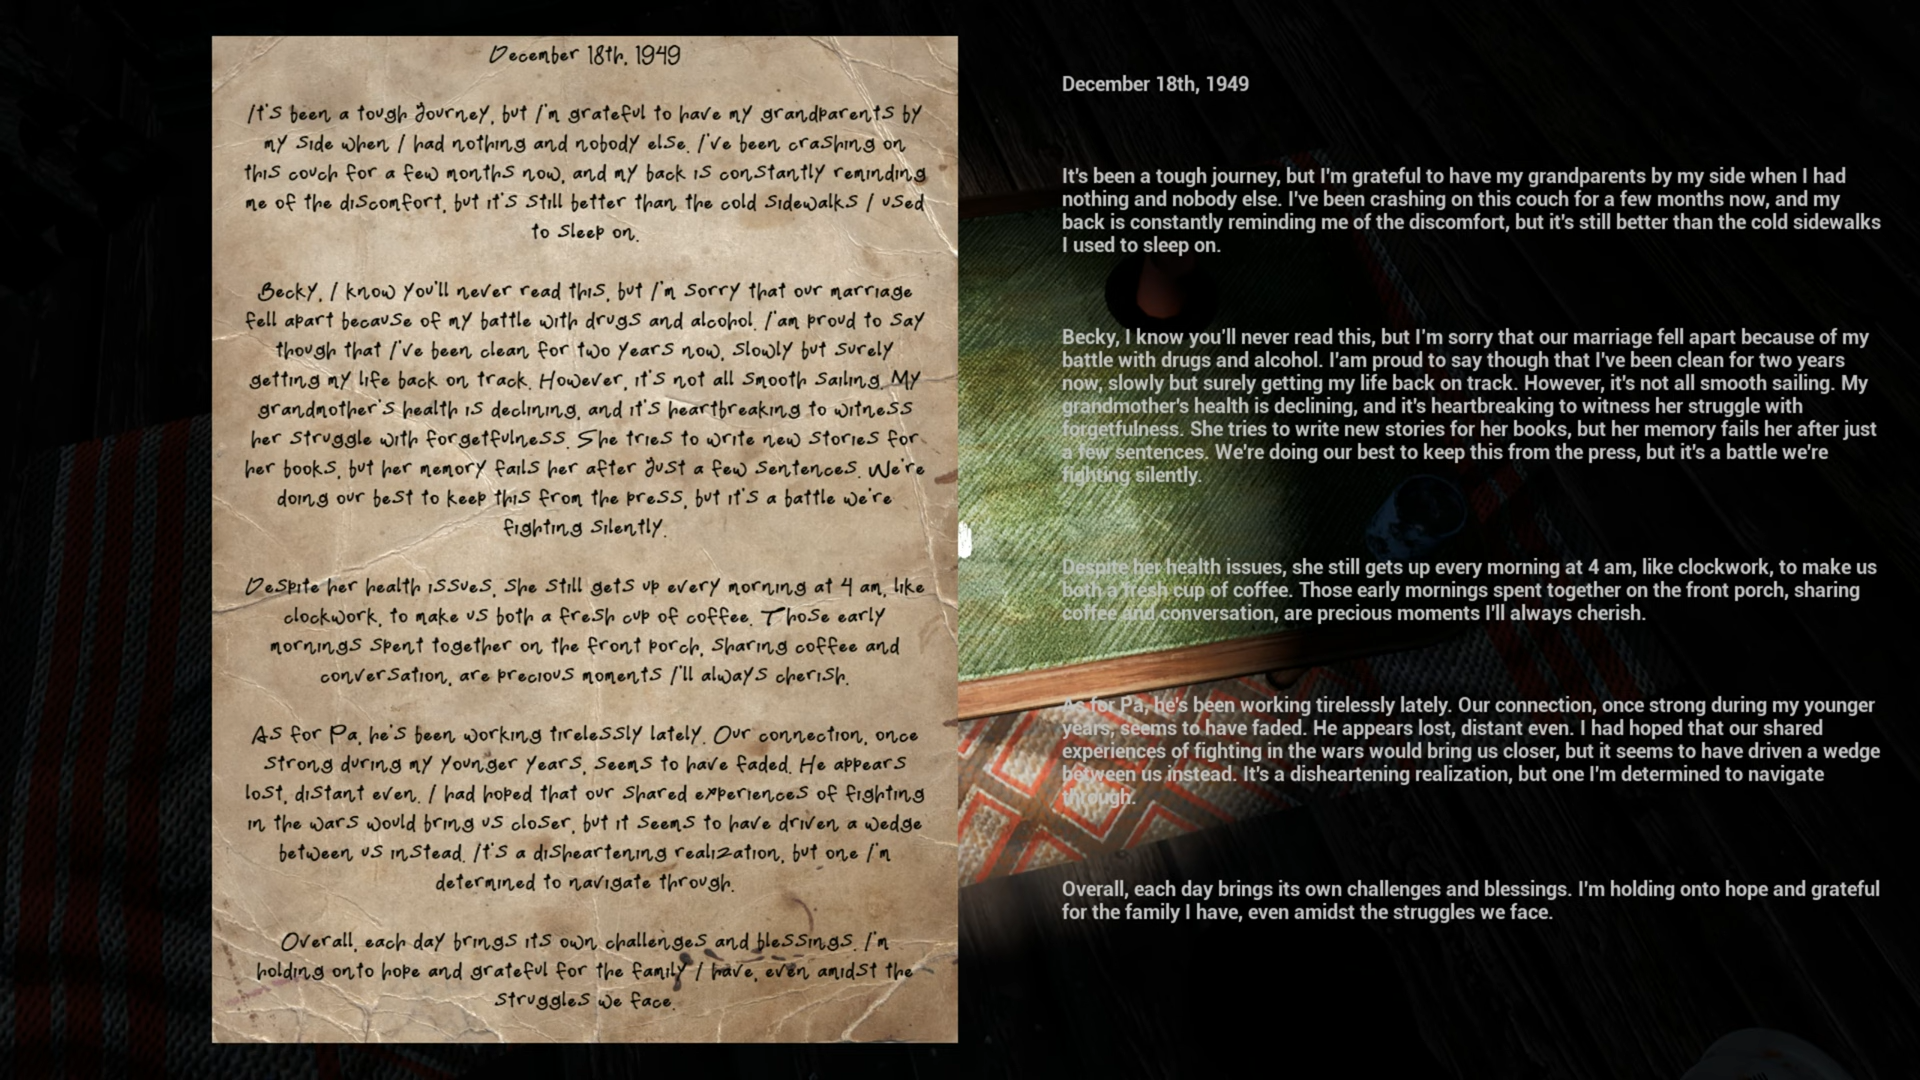 December 18th, 1949
It's been a tough journey, but I'm grateful to have my grandparents by
my side when I had nothing and nobody else. I've been crashing on
this couch for a few months now, and my back is constantly reminding
me of the discomfort, but it's still better than the cold sidewalks I used
to sleep on.
Becky, I know you'll never read this, but I'm sorry that our marriage
fell apart because of my battle with drugs and alcohol. I'am proud to say
though that I've been clean for two years now, slowly but surely
getting my life back on track. However, it's not all smooth sailing. My
grandmother's health is declining, and it's heartbreaking to witness
her struggle with forgetfulness. She tries to write new stories for
her books, but her memory fails her after just a few sentences. We're
doing our best to keep this from the press, but it's a battle we're
fighting silently.
Despite her health issues, she still gets up every morning at 4 am, like
clockwork, to make us both a fresh cup of coffee. Those early
mornings spent together on the front porch, sharing coffee and
conversation, are precious moments I'll always cherish.
As for Pa, he's been working tirelessly lately. Our connection, once
strong during my younger years, seems to have faded. He appears
lost, distant even. I had hoped that our shared experiences of fighting
in the wars would bring us closer, but it seems to have driven a wedge
between us instead. It's a disheartening realization, but one I'm
determined to navigate through.
Overall, each day brings its own challenges and blessings. I'm
holding onto hope and grateful for the family I have, even amidst the
struggles we face.
December 18th, 1949
It's been a tough journey, but I'm grateful to have my grandparents by my side when I had
nothing and nobody else. I've been crashing on this couch for a few months now, and my
back is constantly reminding me of the discomfort, but it's still better than the cold sidewalks
I used to sleep on.
Becky, I know you'll never read this, but I'm sorry that our marriage fell apart because of my
battle with drugs and alcohol. I'am proud to say though that I've been clean for two years
now, slowly but surely getting my life back on track. However, it's not all smooth sailing. My
grandmother's health is declining, and it's heartbreaking to witness her struggle with
forgetfulness. She tries to write new stories for her books, but her memory fails her after just
a few sentences. We're doing our best to keep this from the press, but it's a battle we're
fighting silently.
Despite her health issues, she still gets up every morning at 4 am, like clockwork, to make us
both a fresh cup of coffee. Those early mornings spent together on the front porch, sharing
coffee and conversation, are precious moments I'll always cherish.
As for Pa, he's been working tirelessly lately. Our connection, once strong during my younger
years, seems to have faded. He appears lost, distant even. I had hoped that our shared
experiences of fighting in the wars would bring us closer, but it seems to have driven a wedge
between us instead. It's a disheartening realization, but one I'm determined to navigate
through.
Overall, each day brings its own challenges and blessings. I'm holding onto hope and grateful
for the family I have, even amidst the struggles we face.